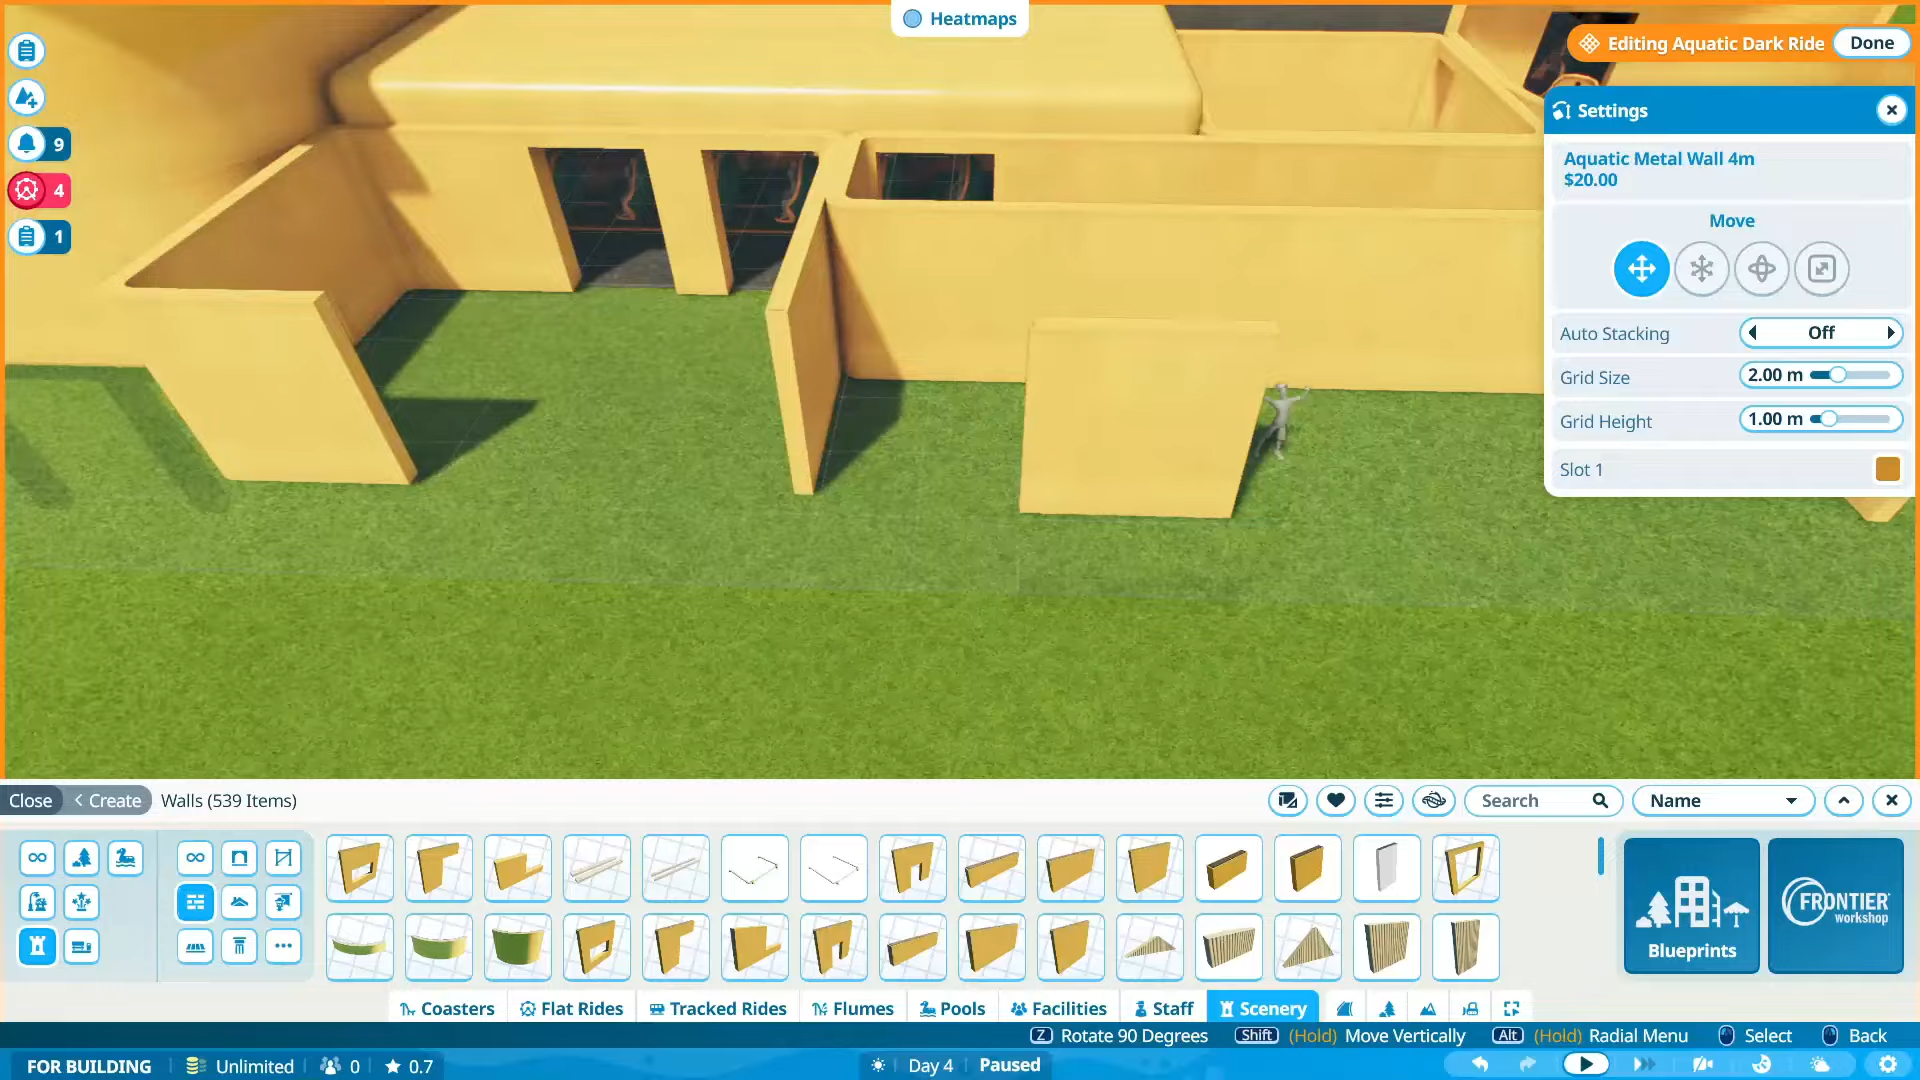 Heatmaps
Editing Aquatic Dark Ride
Done
9
4
1
Settings
Aquatic Metal Wall 4m
$20.00
Move
Auto Stacking
Off
Grid Size
2.00 m
Grid Height
1.00 m
Slot 1
Close
Create
Walls (539 Items)
Search
Name
Blueprints
FRONTIER
workshop
Coasters
Flat Rides
Tracked Rides
Flumes
Pools
Facilities
Staff
Scenery
Z Rotate 90 Degrees
Shift (Hold) Move Vertically
Alt (Hold) Radial Menu
Select
Back
FOR BUILDING
Unlimited
0
0.7
Day 4
Paused